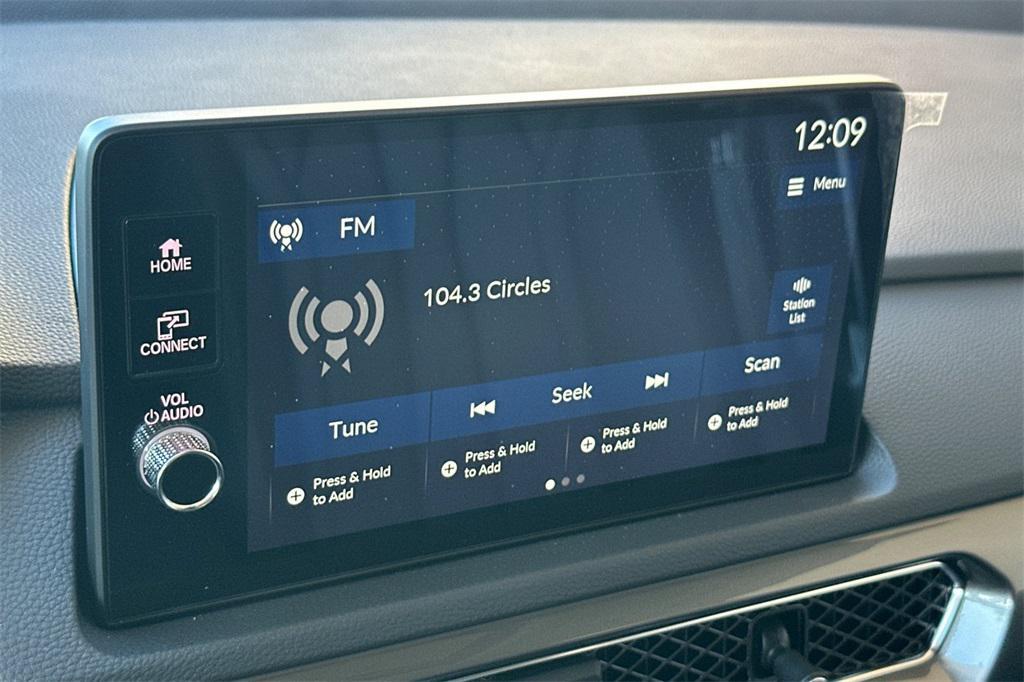 12:09
Menu
FM
HOME
104.3 Circles
Station
List
CONNECT
VOL
AUDIO
Tune
Seek
Scan
Press & Hold
to Add
Press & Hold
to Add
Press & Hold
to Add
Press & Hold
to Add